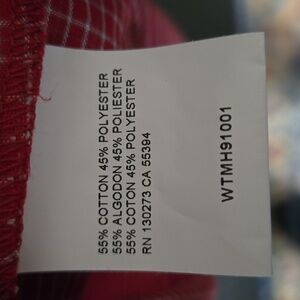 55% COTTON 45% POLYESTER
55% ALGODON 45% POLIESTER
55% COTON 45% POLYESTER
RN 130273 CA 55394
WTMH91001